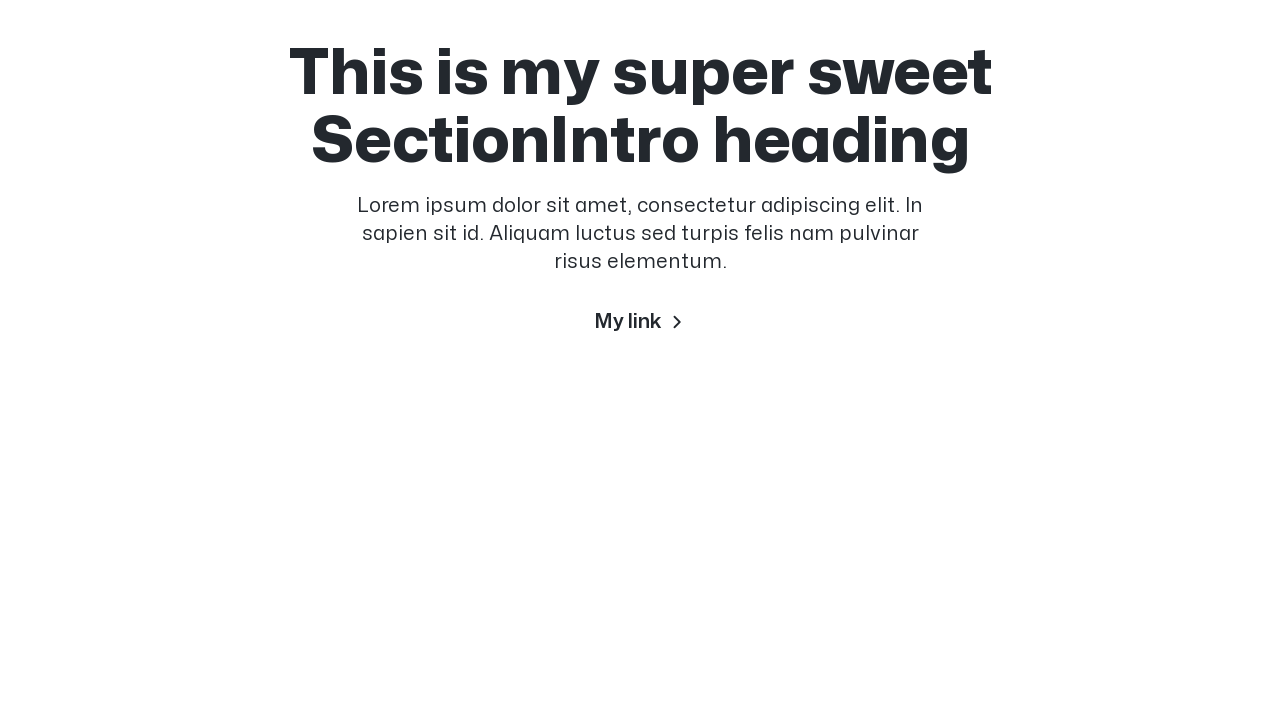 This is my super sweet
SectionIntro heading
Lorem ipsum dolor sit amet, consectetur adipiscing elit. In
sapien sit id. Aliquam luctus sed turpis felis nam pulvinar
risus elementum.
My link